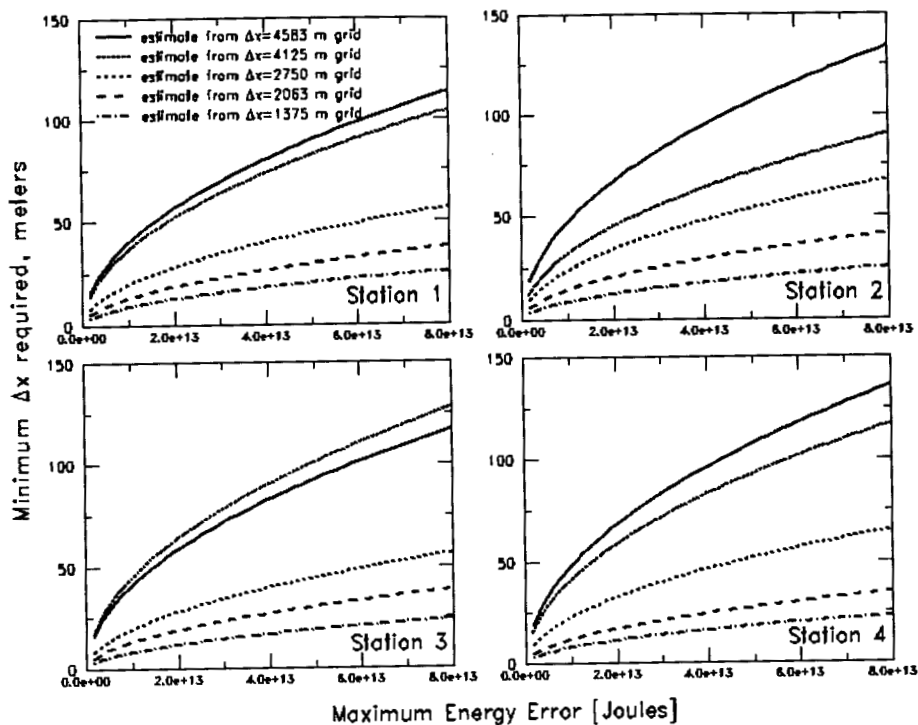 150
100
50
0
estimate from Δx=4583 m grid
estimate from Δx=4125 m grid
estimate from Δx=2750 m grid
estimate from Δx=2063 m grid
estimate from Δx=1375 m grid
Station 1
0.0e+00 2.0e+13 4.0e+13 6.0e+13 8.0e+13
150
100
50
0
Station 2
0.0e+00 2.0e+13 4.0e+13 6.0e+13 8.0e+13
Minimum Δx required, meters
150
100
50
0
Station 3
0.0e+00 2.0e+13 4.0e+13 6.0e+13 8.0e+13
150
100
50
0
Station 4
0.0e+00 2.0e+13 4.0e+13 6.0e+13 8.0e+13
Maximum Energy Error [Joules]